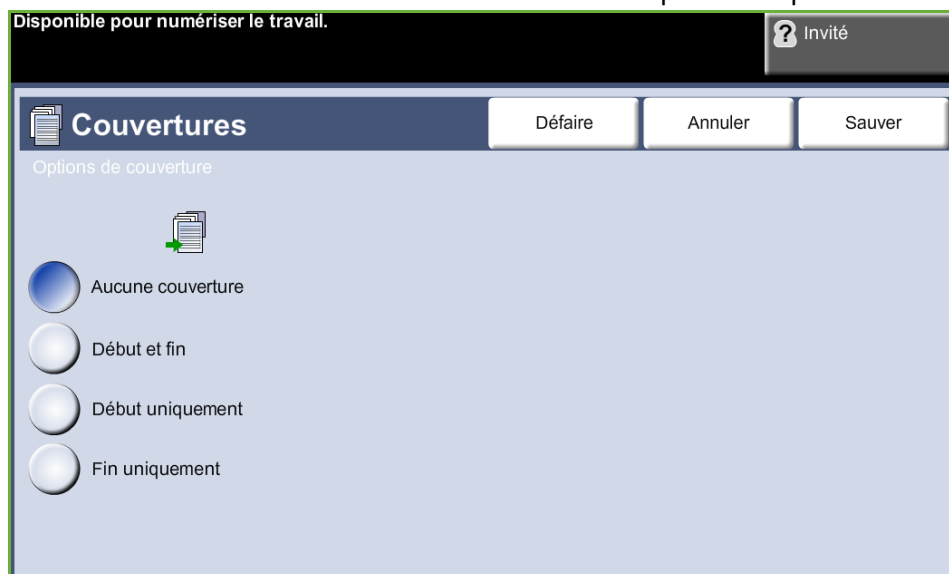 Disponible pour numériser le travail.
? Invité
Couvertures
Défaire
Annuler
Sauver
Options de couverture
Aucune couverture
Début et fin
Début uniquement
Fin uniquement